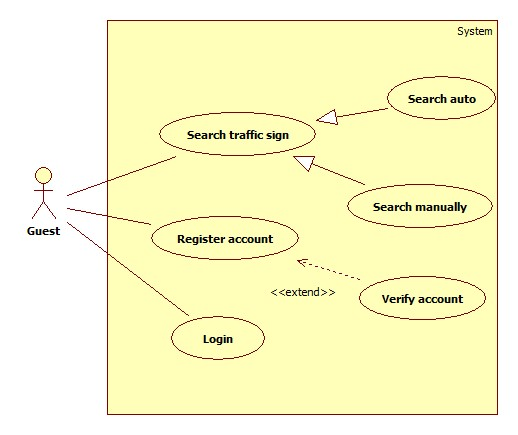 System
Search auto
Search traffic sign
Search manually
Guest
Register account
<<extend>>
Verify account
Login